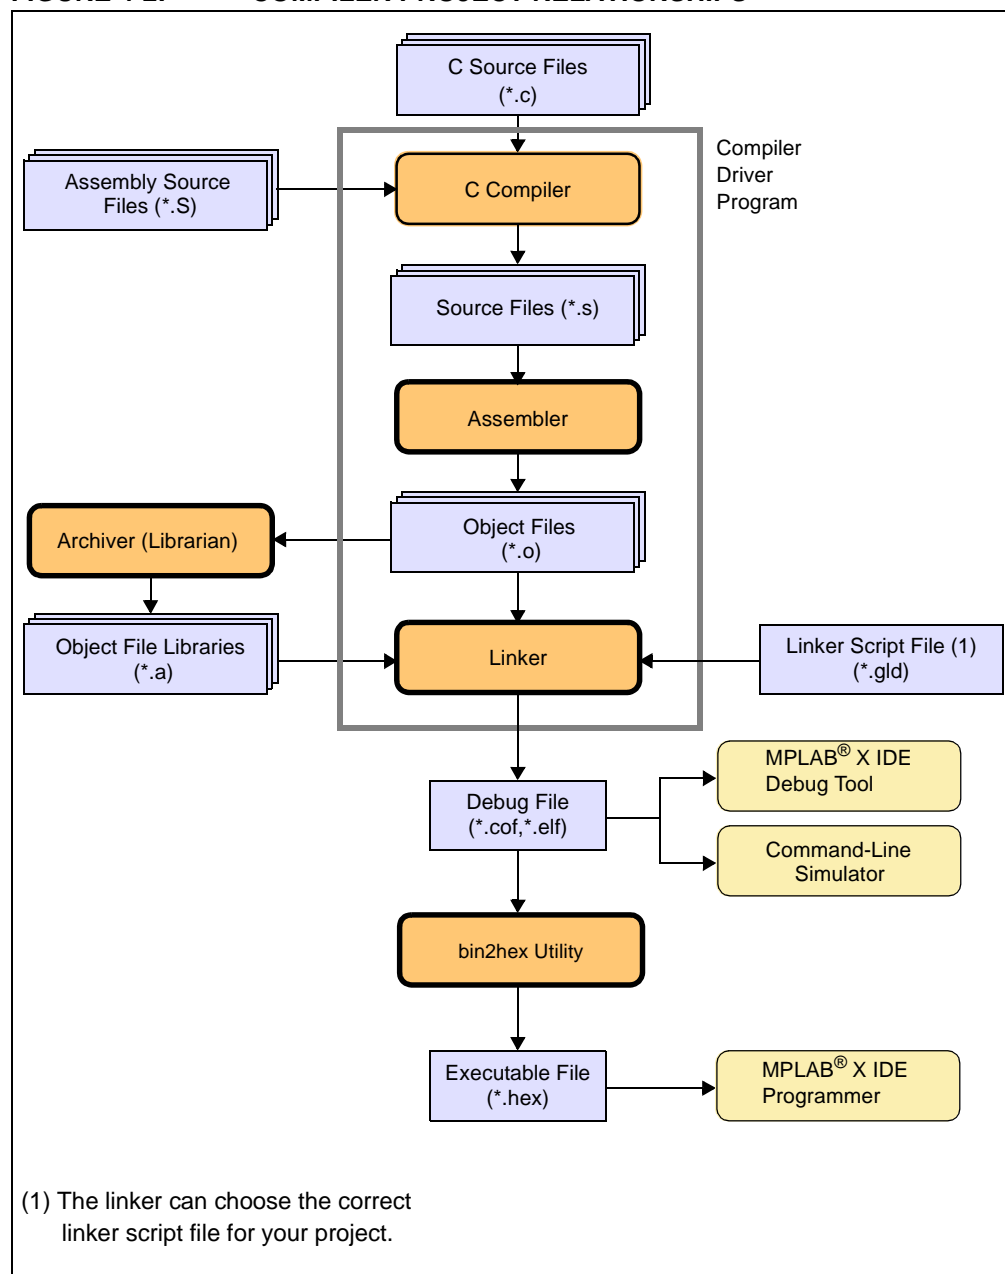 C Source Files
(*.c)
Compiler
Driver
Program
Assembly Source
Files (*.S)
C Compiler
Source Files (*.s)
Assembler
Archiver (Librarian)
Object Files
(*.o)
Object File Libraries
(*.a)
Linker
Linker Script File (1)
(*.gld)
MPLAB® X IDE
Debug Tool
Debug File
(*.cof,*.elf)
Command-Line
Simulator
bin2hex Utility
Executable File
(*.hex)
MPLAB® X IDE
Programmer
(1) The linker can choose the correct
linker script file for your project.